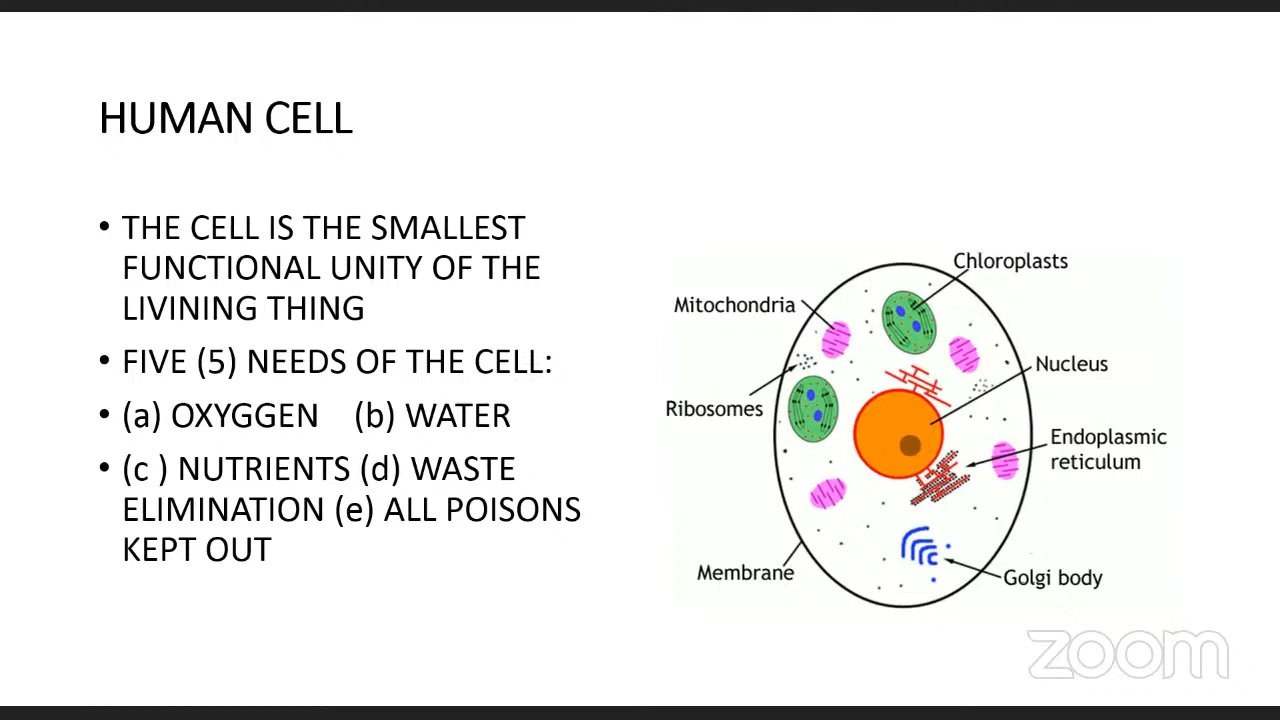 HUMAN CELL
• THE CELL IS THE SMALLEST
FUNCTIONAL UNITY OF THE
LIVINING THING
• FIVE (5) NEEDS OF THE CELL:
• (a) OXYGGEN (b) WATER
• (c ) NUTRIENTS (d) WASTE
ELIMINATION (e) ALL POISONS
KEPT OUT
Chloroplasts
Mitochondria
Nucleus
Ribosomes
Endoplasmic
reticulum
Membrane
Golgi body
zoom